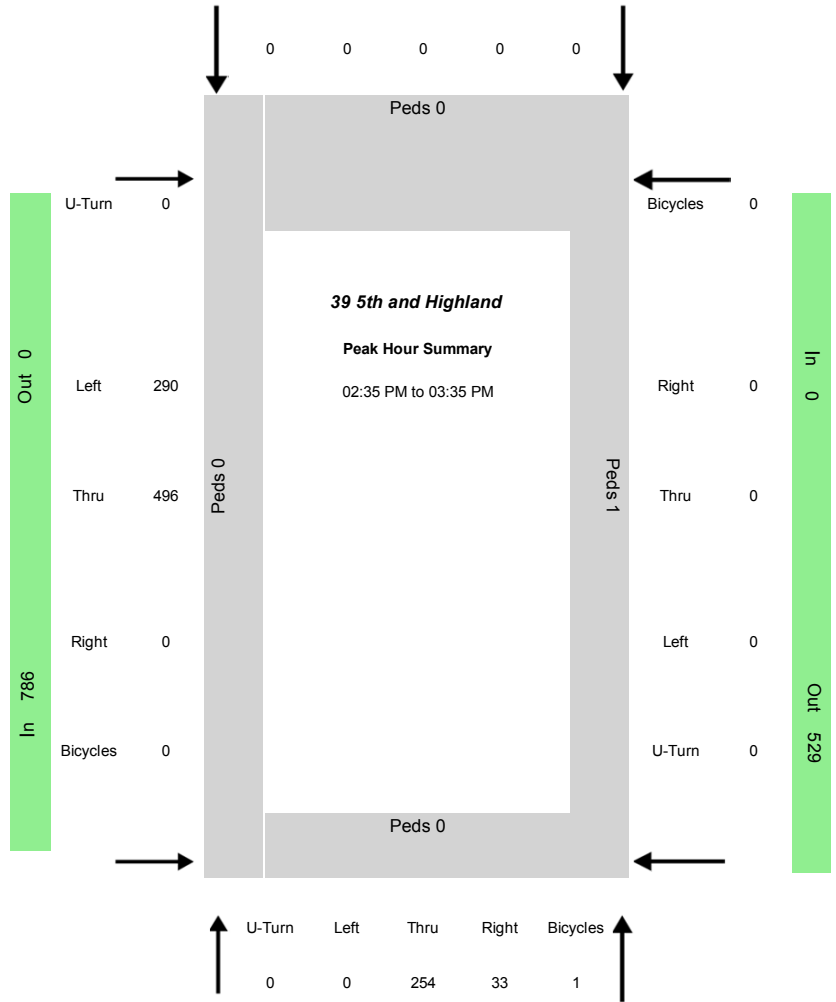 0 0 0 0 0
Peds 0
U-Turn 0
Bicycles 0
39 5th and Highland
Peak Hour Summary
02:35 PM to 03:35 PM
Out 0
In 0
Left 290
Right 0
Peds 0
Peds 1
Thru 496
Thru 0
Right 0
Left 0
In 786
Out 529
Bicycles 0
U-Turn 0
Peds 0
U-Turn Left Thru Right Bicycles
0 0 254 33 1